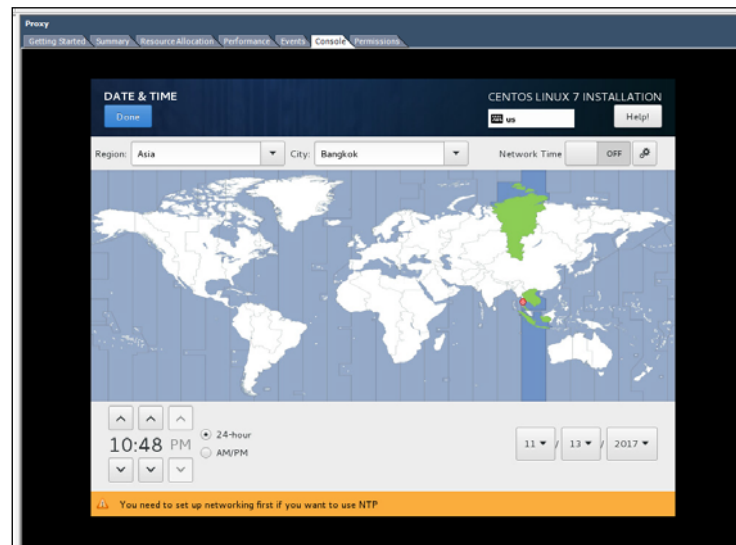 Proxy
Getting Started Summary Resource Allocation Performance Events Console Permissions
DATE & TIME
CENTOS LINUX 7 INSTALLATION
Done
us
Help!
Region: Asia City: Bangkok Network Time OFF
10:48 PM
24-hour
AM/PM
11 / 13 / 2017
You need to set up networking first if you want to use NTP